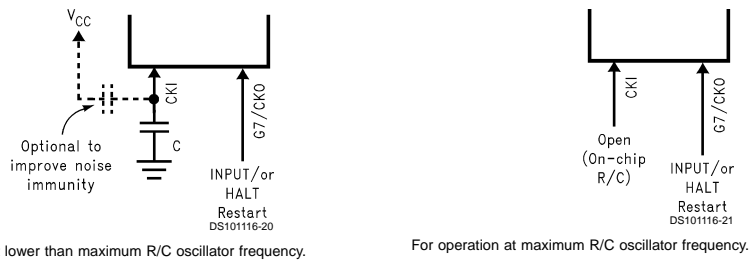 VCC
CKI
G7/CKO
C
Optional to
improve noise
immunity
INPUT/or
HALT
Restart
DS101116-20
lower than maximum R/C oscillator frequency.
CKI
G7/CKO
Open
(On-chip
R/C)
INPUT/or
HALT
Restart
DS101116-21
For operation at maximum R/C oscillator frequency.